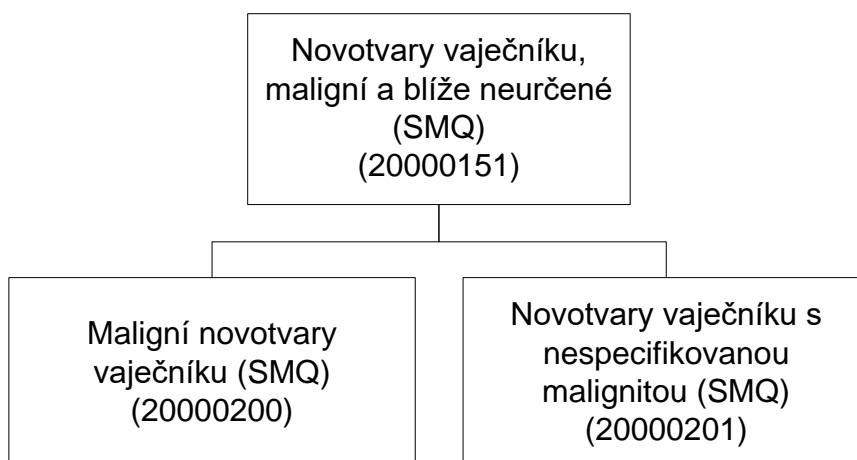 Novotvary vaječníku,
maligní a blíže neurčené
(SMQ)
(20000151)
Maligní novotvary
vaječníku (SMQ)
(20000200)
Novotvary vaječníku s
nespecifikovanou
malignitou (SMQ)
(20000201)